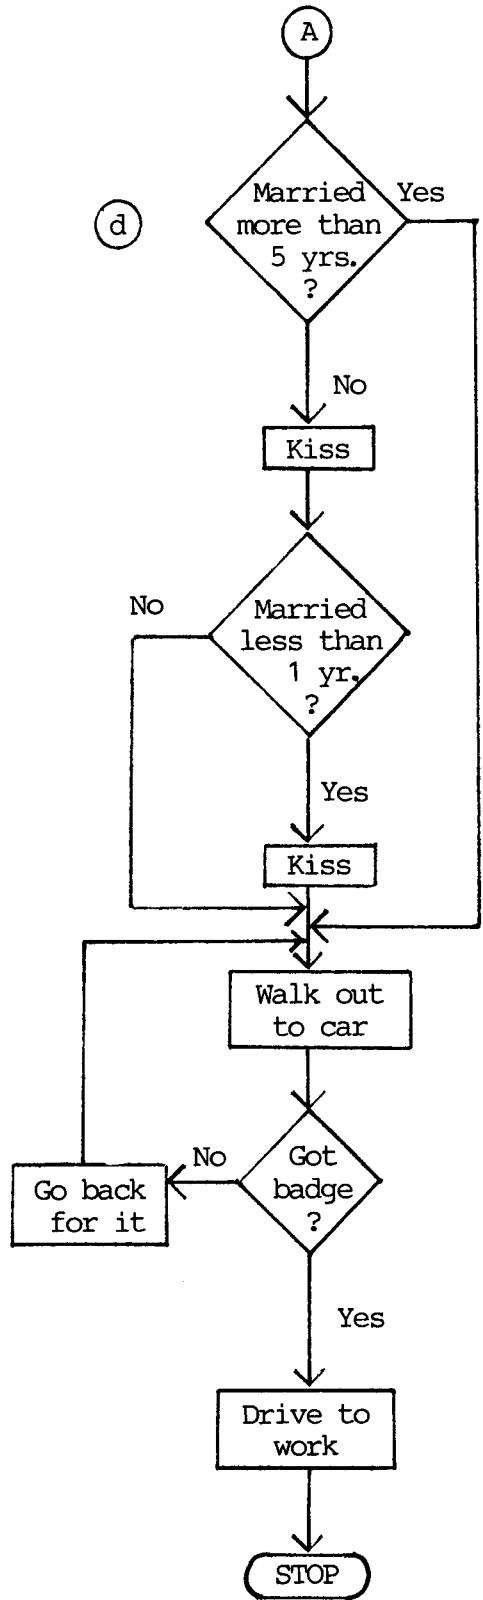 A
Married
more than
5 yrs.
?
Yes
d
No
Kiss
No
Married
less than
1 yr.
?
Yes
Kiss
Walk out
to car
No
Got
badge
?
Go back
for it
Yes
Drive to
work
STOP